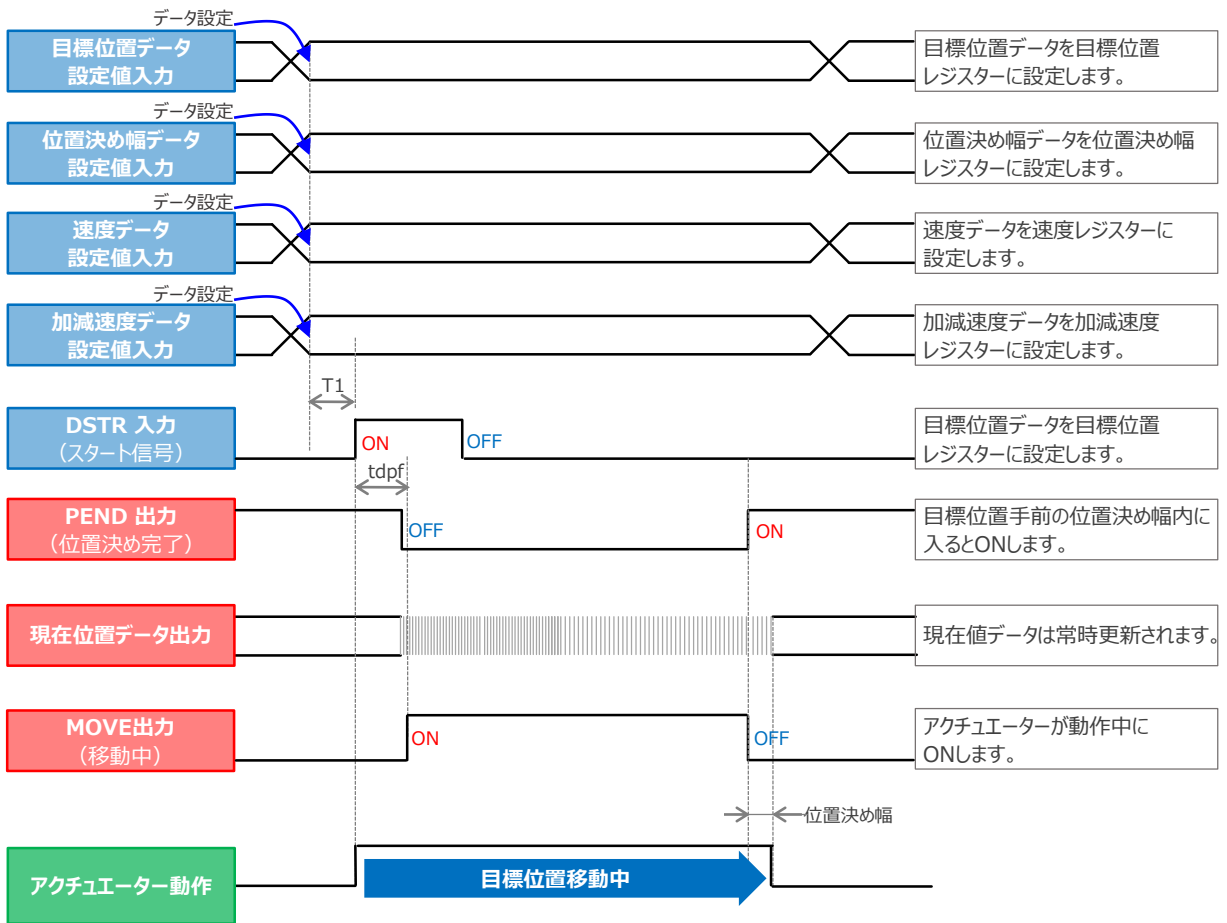 データ設定
目標位置データ
設定値入力
目標位置データを目標位置
レジスターに設定します。
データ設定
位置決め幅データ
設定値入力
位置決め幅データを位置決め幅
レジスターに設定します。
データ設定
速度データ
設定値入力
速度データを速度レジスターに
設定します。
データ設定
加減速度データ
設定値入力
加減速度データを加減速度
レジスターに設定します。
T1
DSTR 入力
（スタート信号）
ON
OFF
目標位置データを目標位置
レジスターに設定します。
tdpf
PEND 出力
（位置決め完了）
OFF
ON
目標位置手前の位置決め幅内に
入るとONします。
現在位置データ出力
現在値データは常時更新されます。
MOVE出力
（移動中）
ON
OFF
アクチュエーターが動作中に
ONします。
位置決め幅
アクチュエーター動作
目標位置移動中